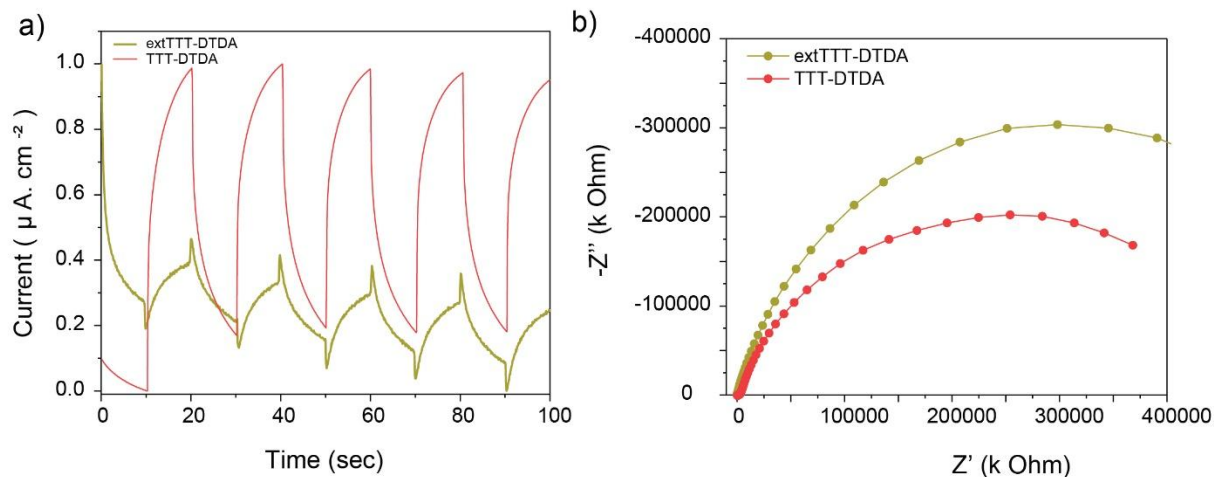 a)
extTTT-DTDA
TTT-DTDA
1.0
0.8
0.6
0.4
0.2
0.0
Current ( μ A. cm ⁻²)
0
20
40
60
80
100
Time (sec)
b)
extTTT-DTDA
TTT-DTDA
-400000
-300000
-200000
-100000
0
-Z’’ (k Ohm)
0
100000
200000
300000
400000
Z’ (k Ohm)